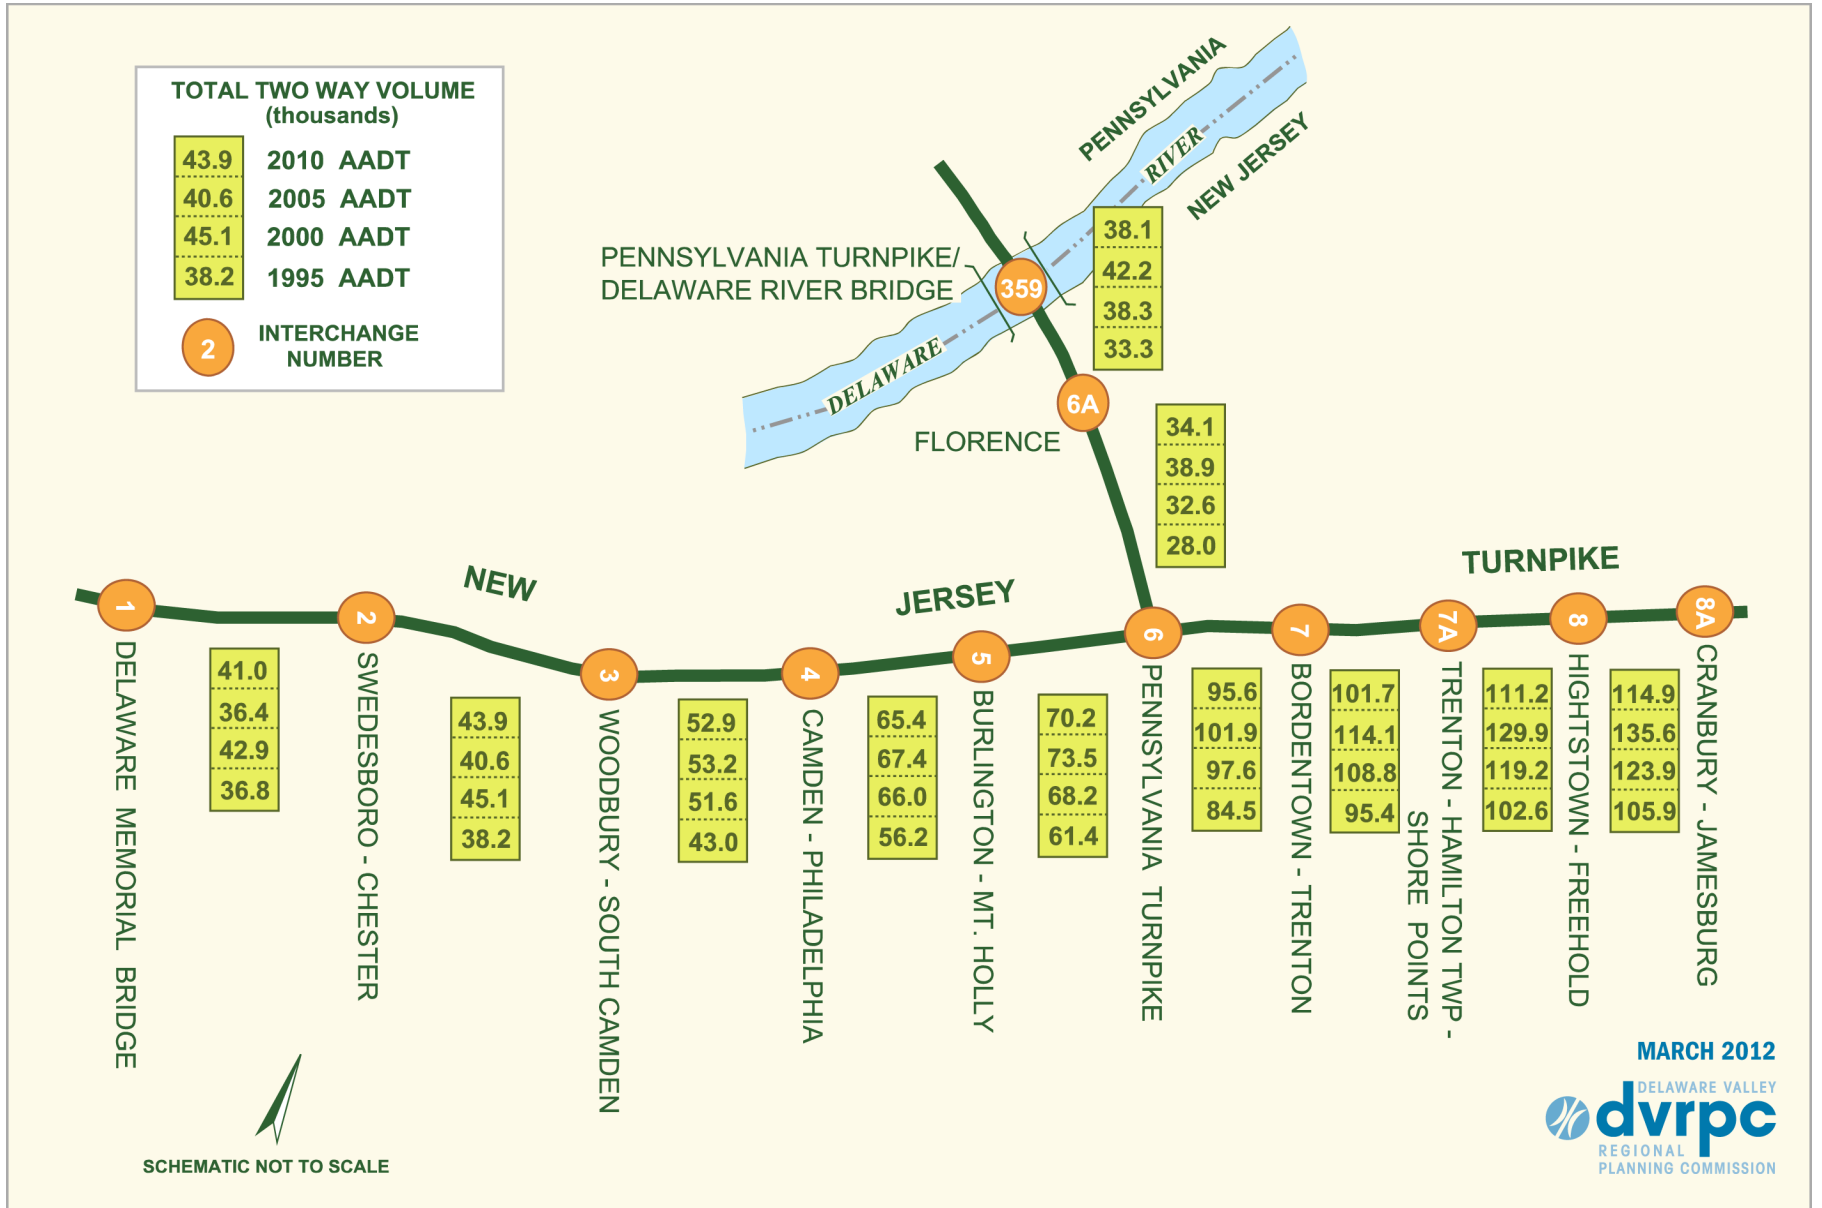 TOTAL TWO WAY VOLUME
(thousands)
43.9 2010 AADT
40.6 2005 AADT
45.1 2000 AADT
38.2 1995 AADT
2 INTERCHANGE
NUMBER
PENNSYLVANIA
NEW JERSEY
DELAWARE RIVER
PENNSYLVANIA TURNPIKE/
DELAWARE RIVER BRIDGE
359
38.1
42.2
38.3
33.3
6A
FLORENCE
34.1
38.9
32.6
28.0
NEW JERSEY TURNPIKE
1
DELAWARE MEMORIAL BRIDGE
41.0
36.4
42.9
36.8
2
SWEDESBORO - CHESTER
43.9
40.6
45.1
38.2
3
WOODBURY - SOUTH CAMDEN
52.9
53.2
51.6
43.0
4
CAMDEN - PHILADELPHIA
65.4
67.4
66.0
56.2
5
BURLINGTON - MT. HOLLY
70.2
73.5
68.2
61.4
6
PENNSYLVANIA TURNPIKE
95.6
101.9
97.6
84.5
7
BORDENTOWN - TRENTON
101.7
114.1
108.8
95.4
7A
TRENTON - HAMILTON TWP -
SHORE POINTS
111.2
129.9
119.2
102.6
8
HIGHTSTOWN - FREEHOLD
114.9
135.6
123.9
105.9
8A
CRANBURY - JAMESBURG
SCHEMATIC NOT TO SCALE
MARCH 2012
DELAWARE VALLEY
dvrpc
REGIONAL
PLANNING COMMISSION